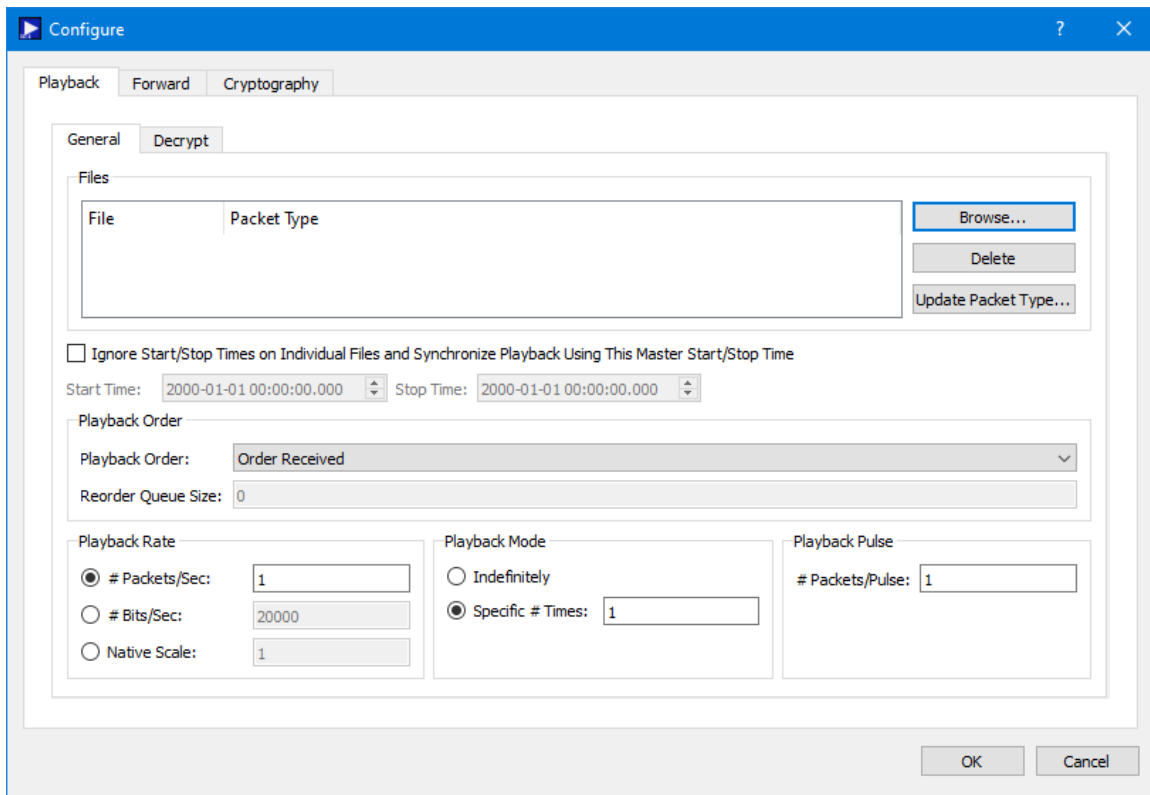 Configure
Playback Forward Cryptography
General Decrypt
Files
File Packet Type
Browse...
Delete
Update Packet Type...
Ignore Start/Stop Times on Individual Files and Synchronize Playback Using This Master Start/Stop Time
Start Time: 2000-01-01 00:00:00.000 Stop Time: 2000-01-01 00:00:00.000
Playback Order
Playback Order: Order Received
Reorder Queue Size: 0
Playback Rate
# Packets/Sec: 1
# Bits/Sec: 20000
Native Scale: 1
Playback Mode
Indefinitely
Specific # Times: 1
Playback Pulse
# Packets/Pulse: 1
OK Cancel